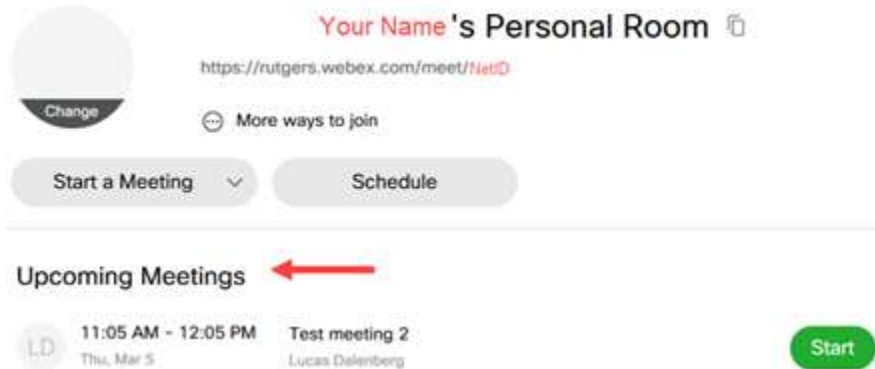 Your Name's Personal Room
https://rutgers.webex.com/meet/NetID
Change
More ways to join
Start a Meeting
Schedule
Upcoming Meetings
LD
11:05 AM - 12:05 PM
Test meeting 2
Start
Thu, Mar 5
Lucas Dalenberg